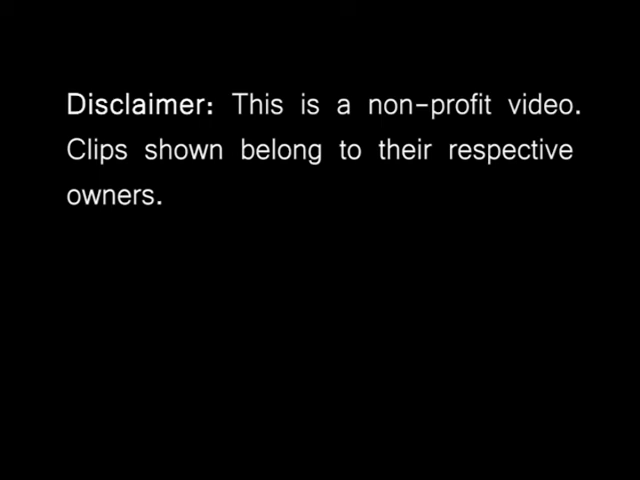 Disclaimer: This is a non-profit video.
Clips shown belong to their respective
owners.